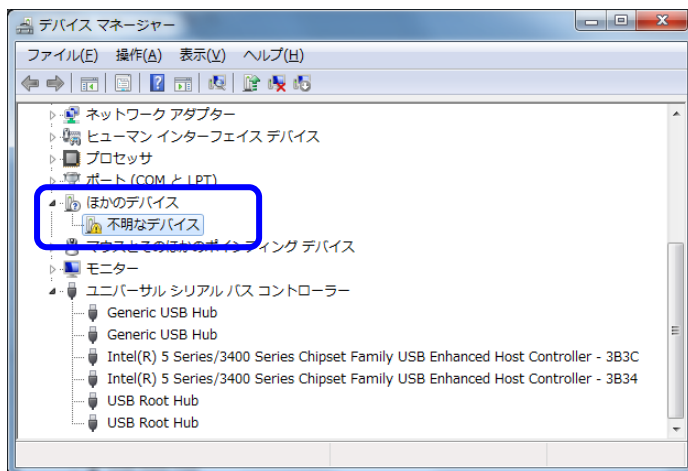 デバイス マネージャー
ファイル(F) 操作(A) 表示(V) ヘルプ(H)
ネットワーク アダプター
ヒューマン インターフェイス デバイス
プロセッサ
ポート (COM と LPT)
ほかのデバイス
不明なデバイス
マウスとそのほかのポインティング デバイス
モニター
ユニバーサル シリアル バス コントローラー
Generic USB Hub
Generic USB Hub
Intel(R) 5 Series/3400 Series Chipset Family USB Enhanced Host Controller - 3B3C
Intel(R) 5 Series/3400 Series Chipset Family USB Enhanced Host Controller - 3B34
USB Root Hub
USB Root Hub